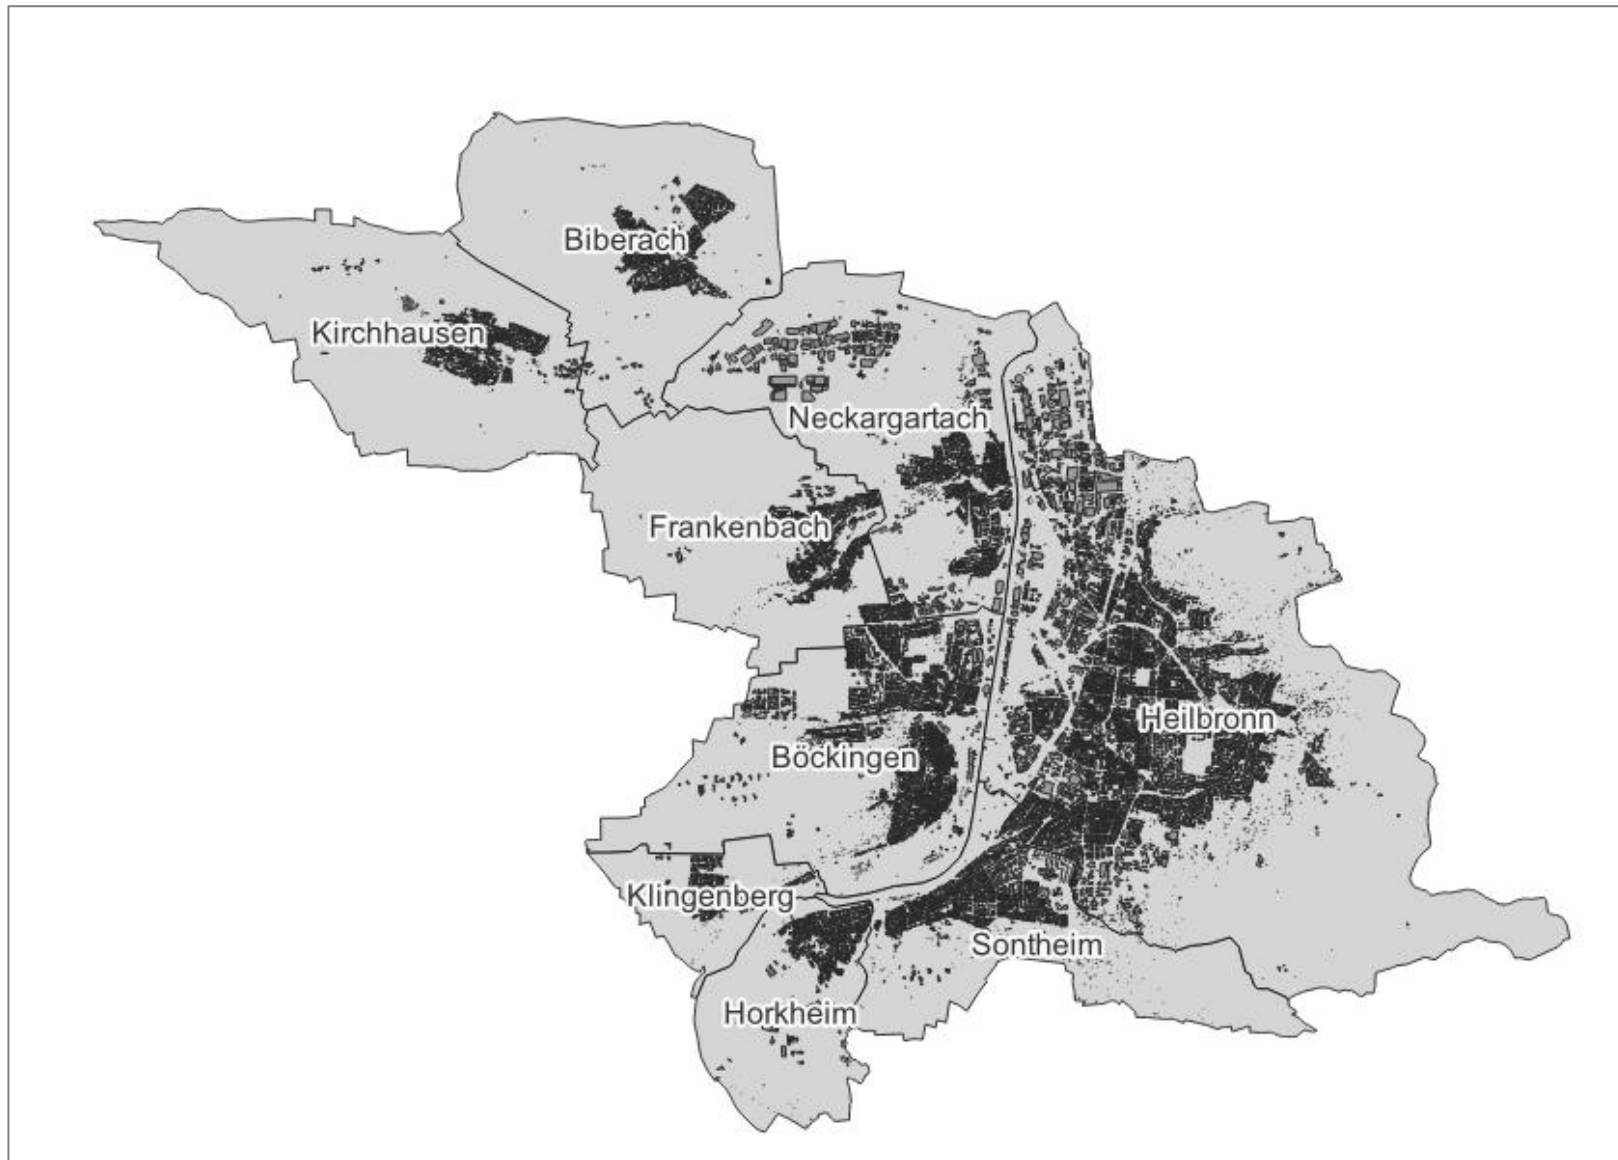 Biberach
Kirchhausen
Neckargartach
Frankenbach
Heilbronn
Böckingen
Klingenberg
Sontheim
Horkheim